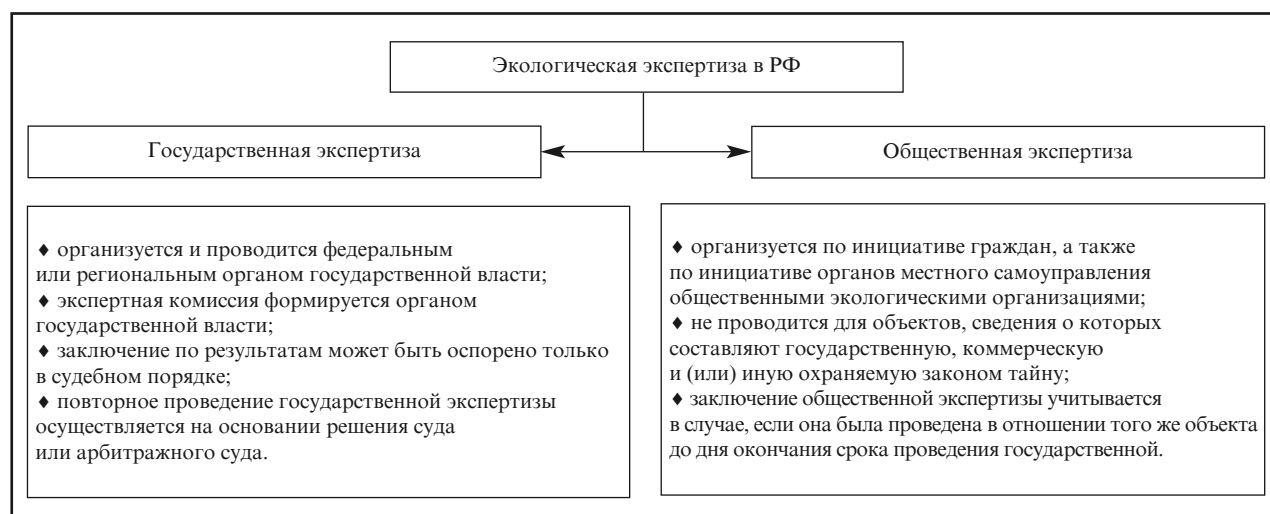 Экологическая экспертиза в РФ
Государственная экспертиза
Общественная экспертиза
♦ организуется и проводится федеральным
или региональным органом государственной власти;
♦ экспертная комиссия формируется органом
государственной власти;
♦ заключение по результатам может быть оспорено только
в судебном порядке;
♦ повторное проведение государственной экспертизы
осуществляется на основании решения суда
или арбитражного суда.
♦ организуется по инициативе граждан, а также
по инициативе органов местного самоуправления
общественными экологическими организациями;
♦ не проводится для объектов, сведения о которых
составляют государственную, коммерческую
и (или) иную охраняемую законом тайну;
♦ заключение общественной экспертизы учитывается
в случае, если она была проведена в отношении того же объекта
до дня окончания срока проведения государственной.